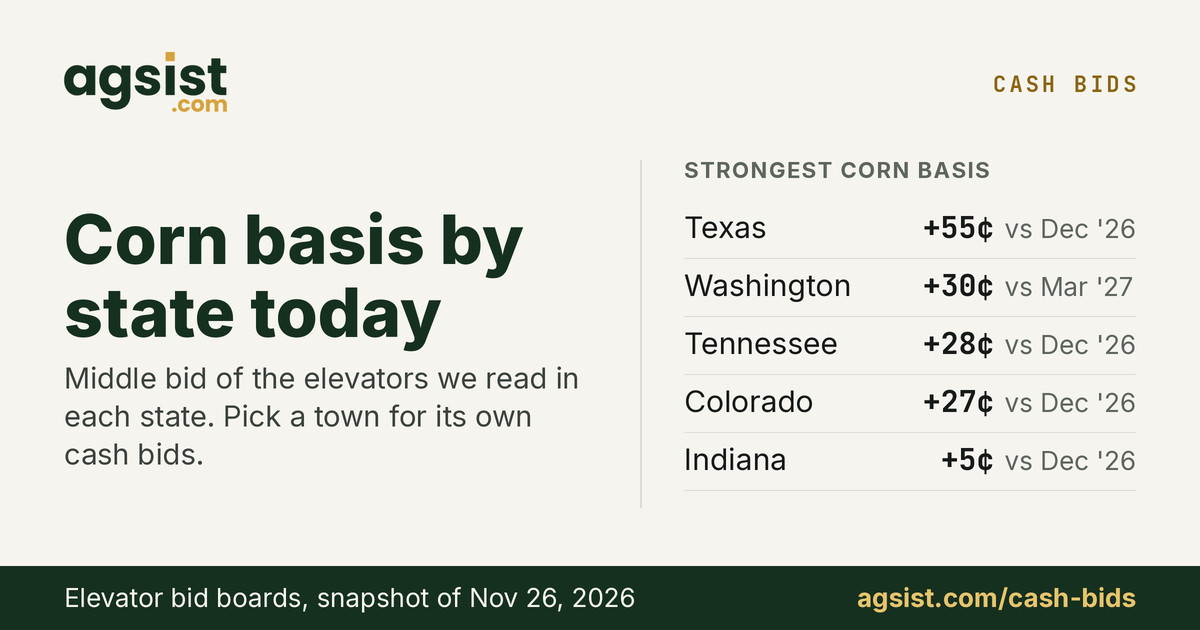 agsist
.com
CASH BIDS
Corn basis by
state today
Middle bid of the elevators we read in
each state. Pick a town for its own
cash bids.
STRONGEST CORN BASIS
Texas +55¢ vs Dec '26
Washington +30¢ vs Mar '27
Tennessee +28¢ vs Dec '26
Colorado +27¢ vs Dec '26
Indiana +5¢ vs Dec '26
Elevator bid boards, snapshot of Nov 26, 2026
agsist.com/cash-bids